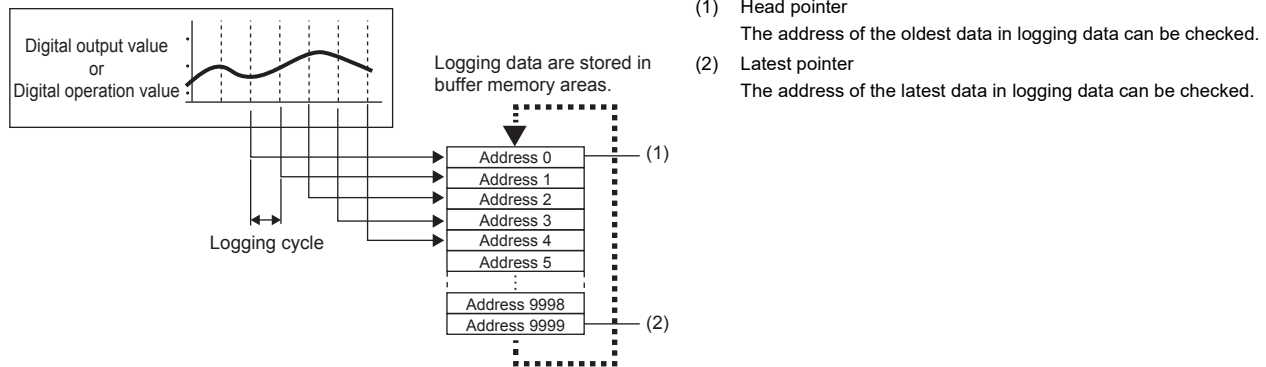 Digital output value
or
Digital operation value
Logging cycle
Logging data are stored in
buffer memory areas.
Address 0
Address 1
Address 2
Address 3
Address 4
Address 5
Address 9998
Address 9999
(1)
(2)
(1) Head pointer
The address of the oldest data in logging data can be checked.
(2) Latest pointer
The address of the latest data in logging data can be checked.